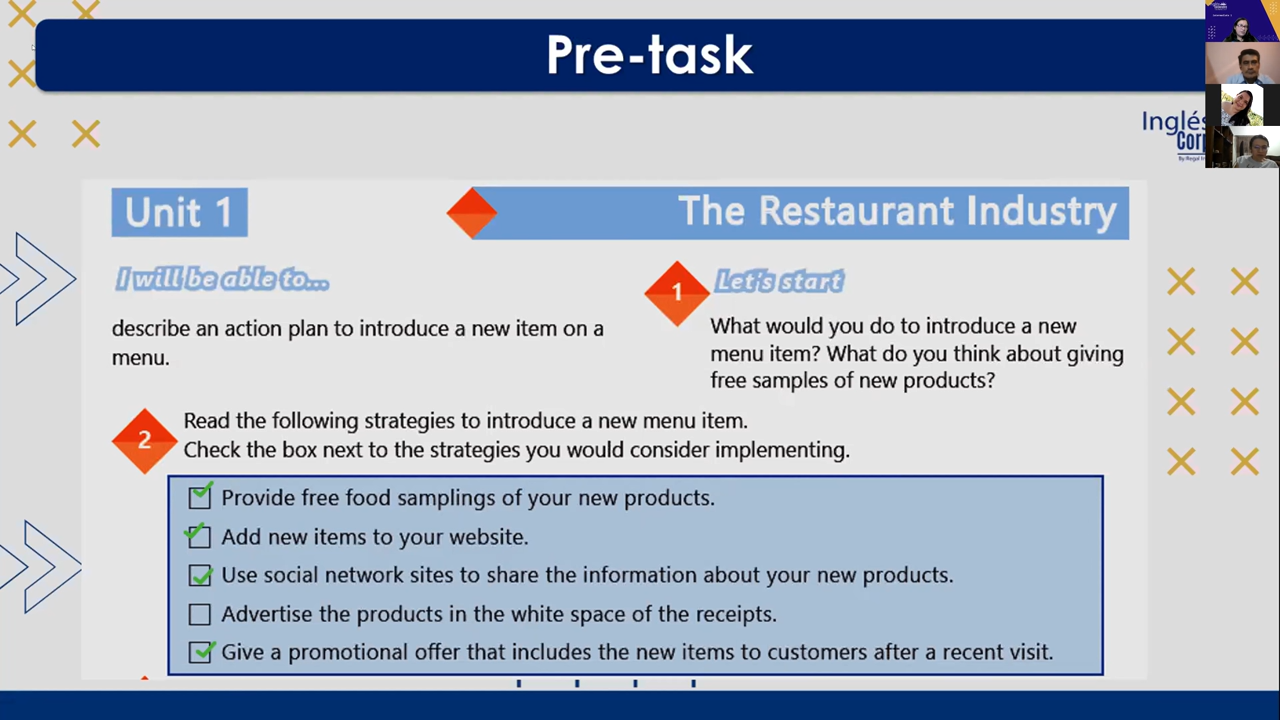 Pre-task
Inglés
Corp
Unit 1
The Restaurant Industry
I will be able to...
describe an action plan to introduce a new item on a
menu.
1
Let's start
What would you do to introduce a new
menu item? What do you think about giving
free samples of new products?
2
Read the following strategies to introduce a new menu item.
Check the box next to the strategies you would consider implementing.
Provide free food samplings of your new products.
Add new items to your website.
Use social network sites to share the information about your new products.
Advertise the products in the white space of the receipts.
Give a promotional offer that includes the new items to customers after a recent visit.